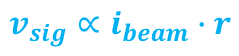 v_sig ∝ i_beam · r